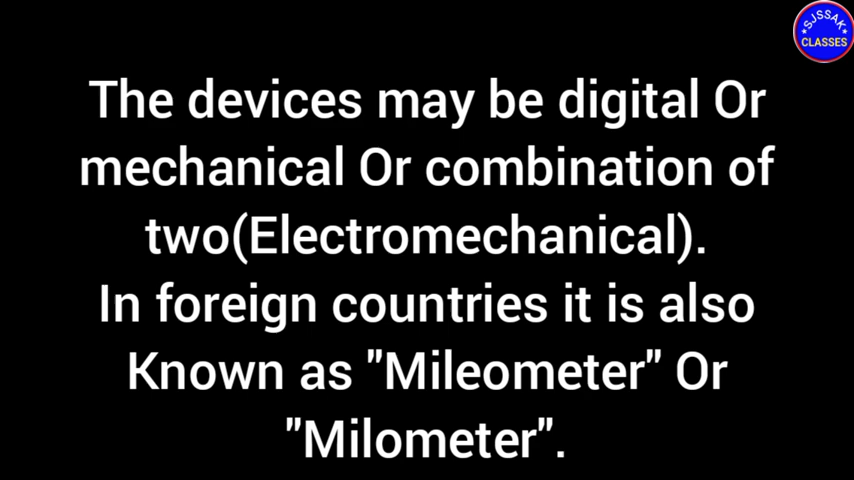 SJSSAK
CLASSES
The devices may be digital Or
mechanical Or combination of
two(Electromechanical).
In foreign countries it is also
Known as "Mileometer" Or
"Milometer".